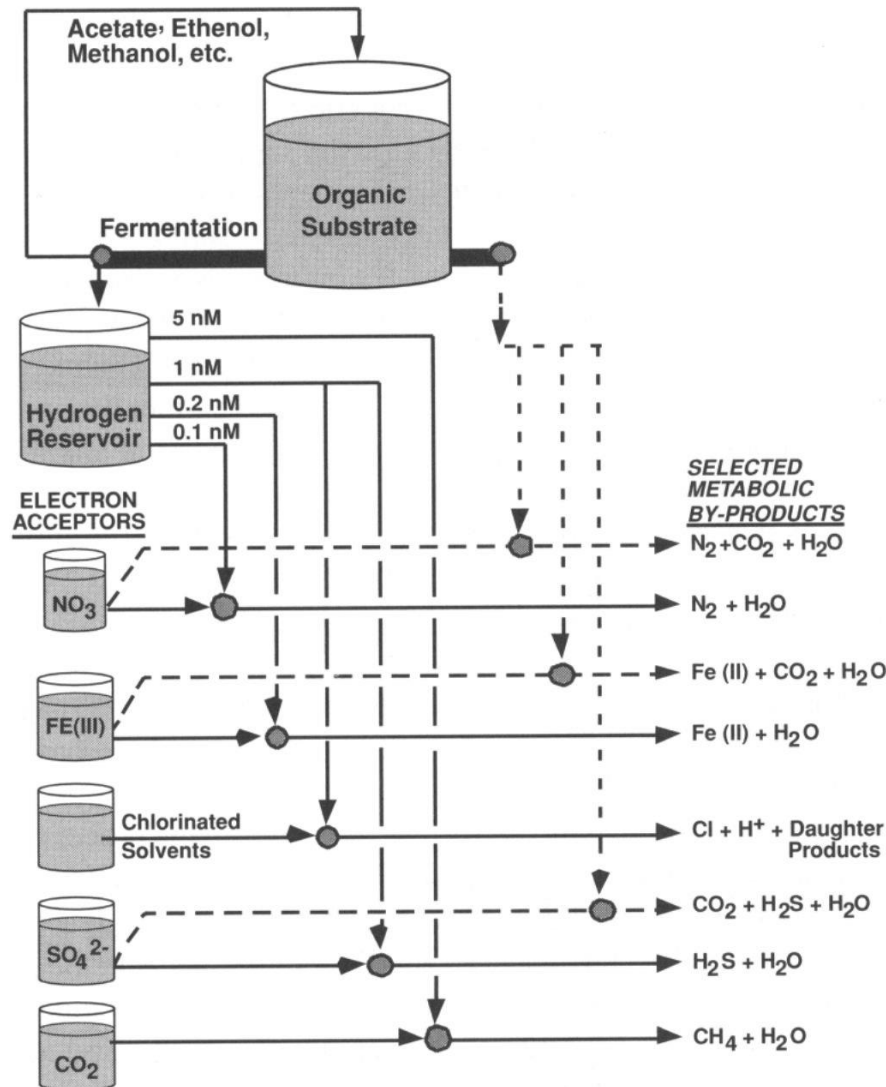 Acetate, Ethenol,
Methanol, etc.
Organic
Substrate
Fermentation
5 nM
1 nM
0.2 nM
0.1 nM
Hydrogen
Reservoir
ELECTRON
ACCEPTORS
SELECTED
METABOLIC
BY-PRODUCTS
N₂+CO₂ + H₂O
NO₃
N₂ + H₂O
Fe (II) + CO₂ + H₂O
FE(III)
Fe (II) + H₂O
Chlorinated
Solvents
Cl + H⁺ + Daughter
Products
CO₂ + H₂S + H₂O
SO₄²⁻
H₂S + H₂O
CO₂
CH₄ + H₂O